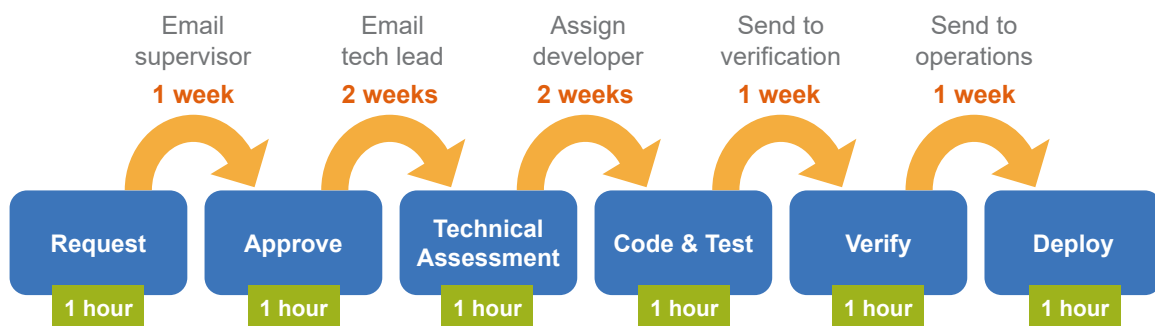 Email
supervisor
1 week
Email
tech lead
2 weeks
Assign
developer
2 weeks
Send to
verification
1 week
Send to
operations
1 week
Request
1 hour
Approve
1 hour
Technical
Assessment
1 hour
Code & Test
1 hour
Verify
1 hour
Deploy
1 hour